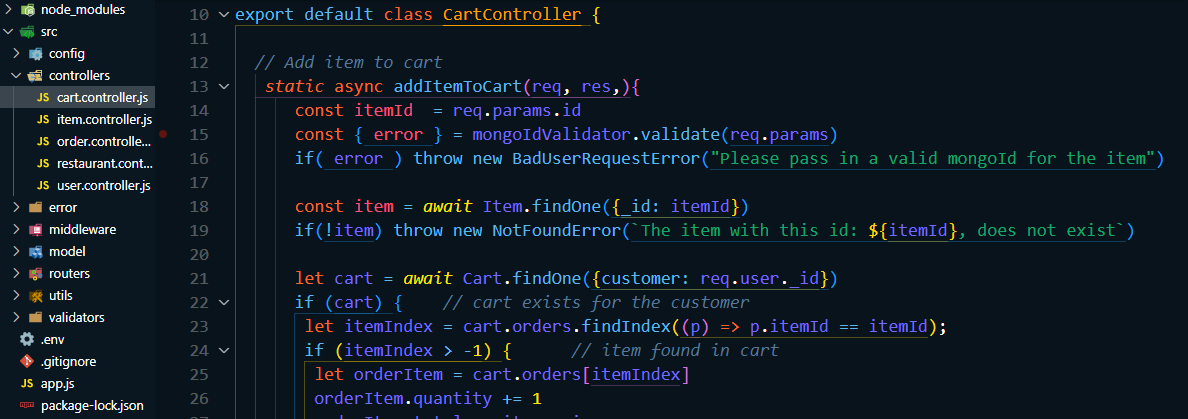 node_modules
src
config
controllers
JS cart.controller.js
JS item.controller.js
JS order.controlle...
JS restaurant.cont...
JS user.controller.js
error
middleware
model
routers
utils
validators
.env
.gitignore
JS app.js
package-lock.json
10 export default class CartController {
11
12 // Add item to cart
13 static async addItemToCart(req, res,){
14 const itemId  = req.params.id
15 const { error } = mongoIdValidator.validate(req.params)
16 if( error ) throw new BadUserRequestError("Please pass in a valid mongoId for the item")
17
18 const item = await Item.findOne({_id: itemId})
19 if(!item) throw new NotFoundError(`The item with this id: ${itemId}, does not exist`)
20
21 let cart = await Cart.findOne({customer: req.user._id})
22 if (cart) {    // cart exists for the customer
23 let itemIndex = cart.orders.findIndex((p) => p.itemId == itemId);
24 if (itemIndex > -1) {      // item found in cart
25 let orderItem = cart.orders[itemIndex]
26 orderItem.quantity += 1